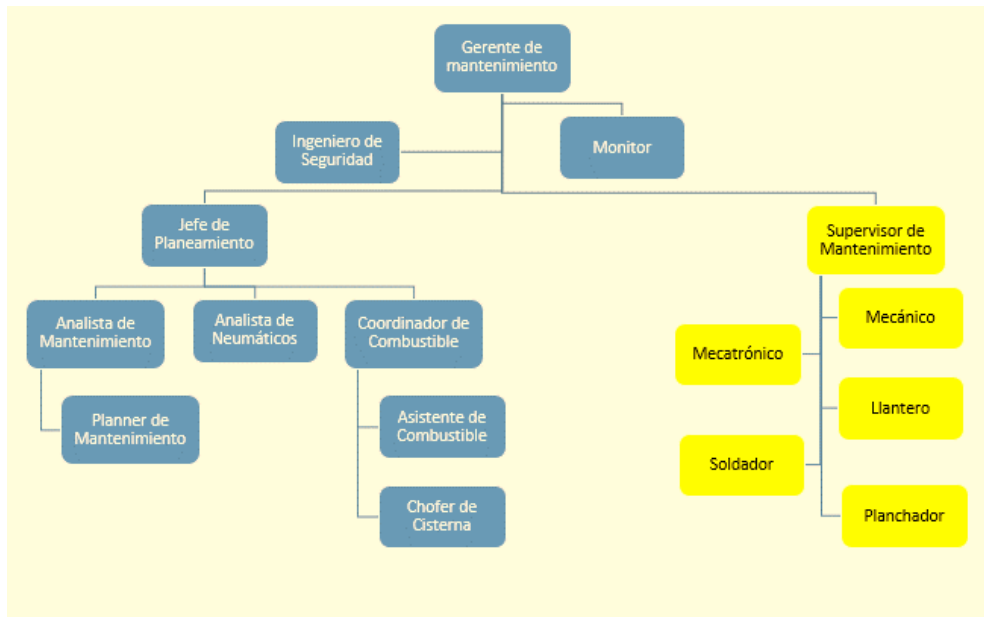 Gerente de
mantenimiento
Ingeniero de
Seguridad
Monitor
Jefe de
Planeamiento
Supervisor de
Mantenimiento
Analista de
Mantenimiento
Analista de
Neumáticos
Coordinador de
Combustible
Mecánico
Mecatrónico
Planner de
Mantenimiento
Asistente de
Combustible
Llantero
Soldador
Chofer de
Cisterna
Planchador